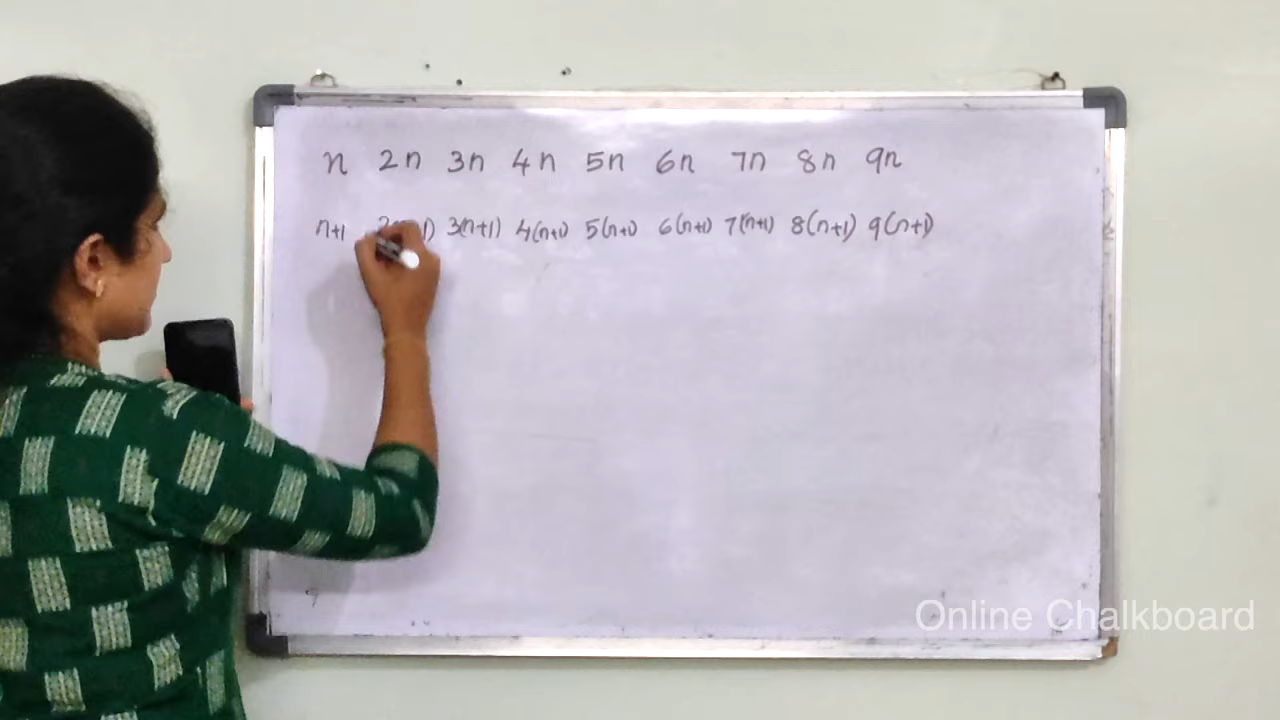 n 2n 3n 4n 5n 6n 7n 8n 9n
n+1 3(n+1) 4(n+1) 5(n+1) 6(n+1) 7(n+1) 8(n+1) 9(n+1)
Online Chalkboard